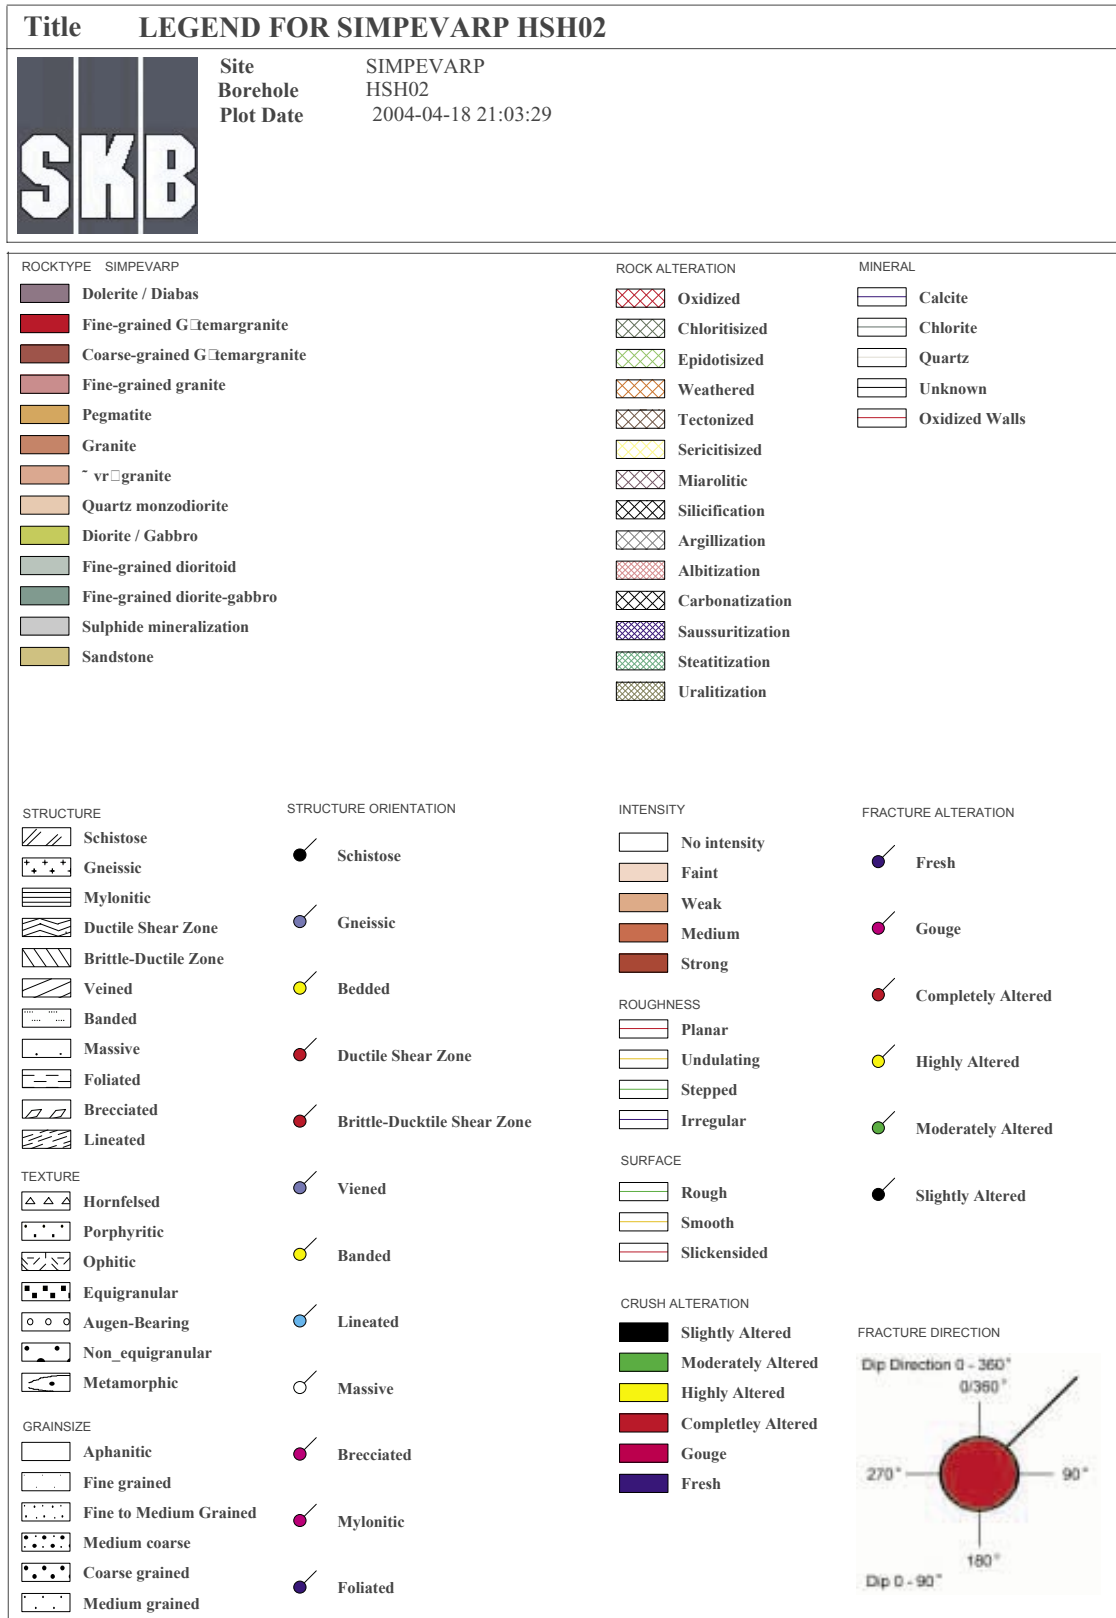 Title LEGEND FOR SIMPEVARP HSH02
SKB
Site SIMPEVARP
Borehole HSH02
Plot Date 2004-04-18 21:03:29
ROCKTYPE SIMPEVARP
Dolerite / Diabas
Fine-grained G□temargranite
Coarse-grained G□temargranite
Fine-grained granite
Pegmatite
Granite
˜ vr□granite
Quartz monzodiorite
Diorite / Gabbro
Fine-grained dioritoid
Fine-grained diorite-gabbro
Sulphide mineralization
Sandstone
ROCK ALTERATION
Oxidized
Chloritisized
Epidotisized
Weathered
Tectonized
Sericitisized
Miarolitic
Silicification
Argillization
Albitization
Carbonatization
Saussuritization
Steatitization
Uralitization
MINERAL
Calcite
Chlorite
Quartz
Unknown
Oxidized Walls
STRUCTURE
Schistose
Gneissic
Mylonitic
Ductile Shear Zone
Brittle-Ductile Zone
Veined
Banded
Massive
Foliated
Brecciated
Lineated
TEXTURE
Hornfelsed
Porphyritic
Ophitic
Equigranular
Augen-Bearing
Non_equigranular
Metamorphic
GRAINSIZE
Aphanitic
Fine grained
Fine to Medium Grained
Medium coarse
Coarse grained
Medium grained
STRUCTURE ORIENTATION
Schistose
Gneissic
Bedded
Ductile Shear Zone
Brittle-Ducktile Shear Zone
Viened
Banded
Lineated
Massive
Brecciated
Mylonitic
Foliated
INTENSITY
No intensity
Faint
Weak
Medium
Strong
ROUGHNESS
Planar
Undulating
Stepped
Irregular
SURFACE
Rough
Smooth
Slickensided
CRUSH ALTERATION
Slightly Altered
Moderately Altered
Highly Altered
Completley Altered
Gouge
Fresh
FRACTURE ALTERATION
Fresh
Gouge
Completely Altered
Highly Altered
Moderately Altered
Slightly Altered
FRACTURE DIRECTION
Dip Direction 0 - 360°
0/360°
270°
90°
180°
Dip 0 - 90°